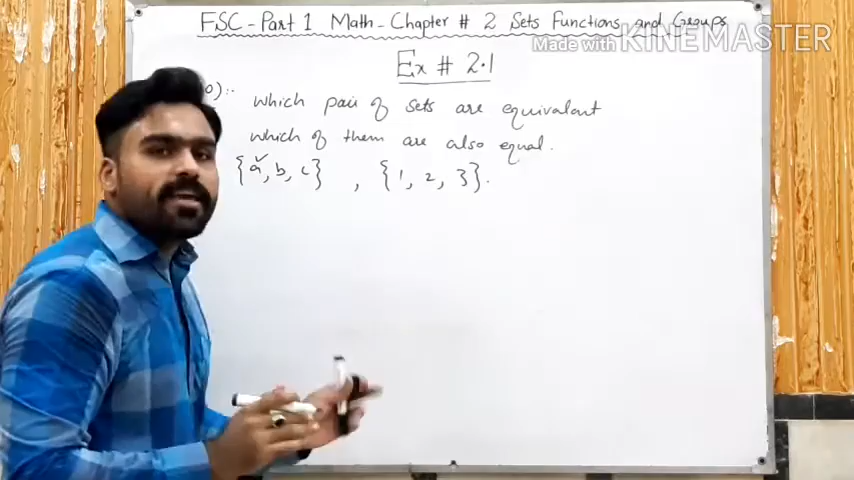 FSC-Part 1 Math-Chapter # 2 Sets Functions and Groups
Made with KINEMASTER
Ex # 2.1
which pair of sets are equivalent
which of them are also equal.
{a, b, c} , {1, 2, 3}.